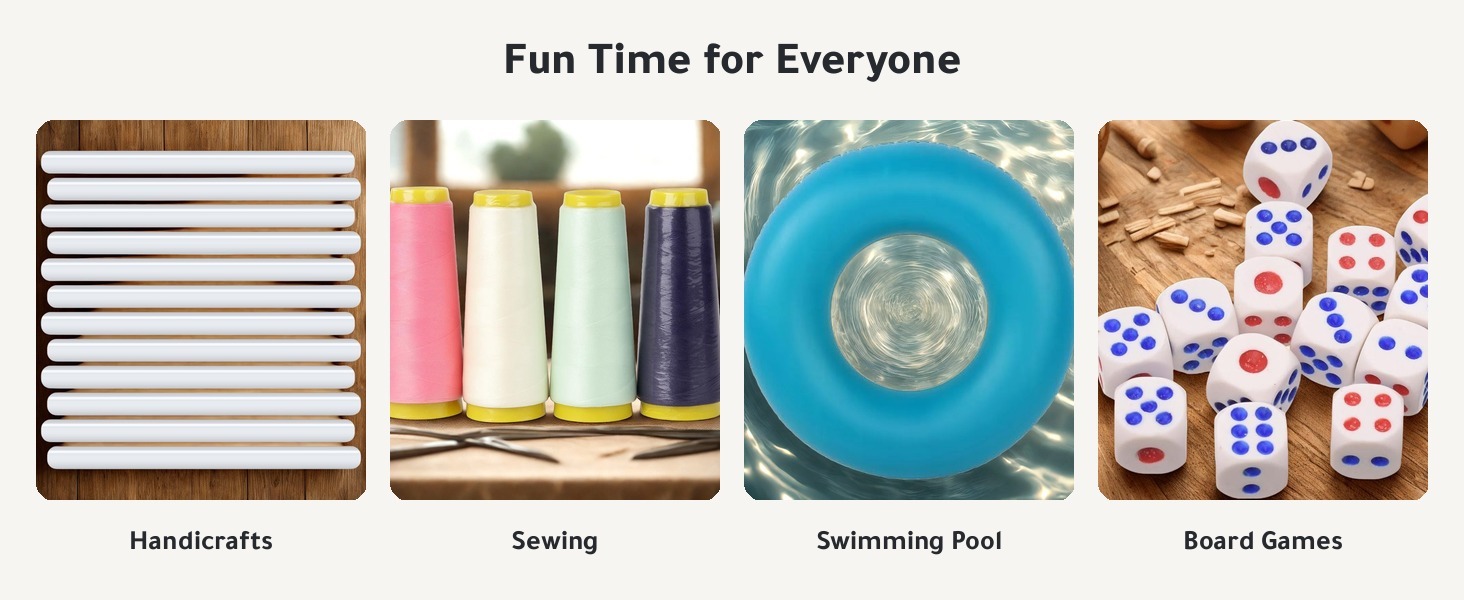 Fun Time for Everyone
Handicrafts
Sewing
Swimming Pool
Board Games